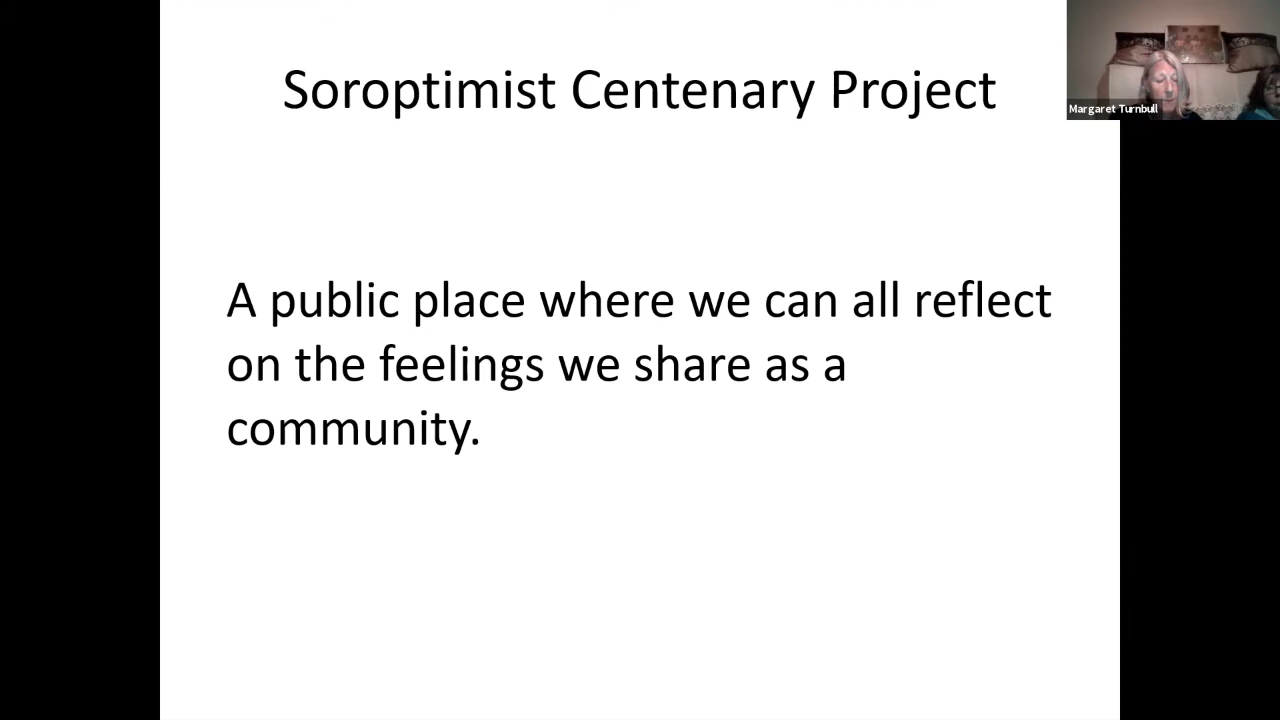 Soroptimist Centenary Project
Margaret Turnbull
A public place where we can all reflect
on the feelings we share as a
community.